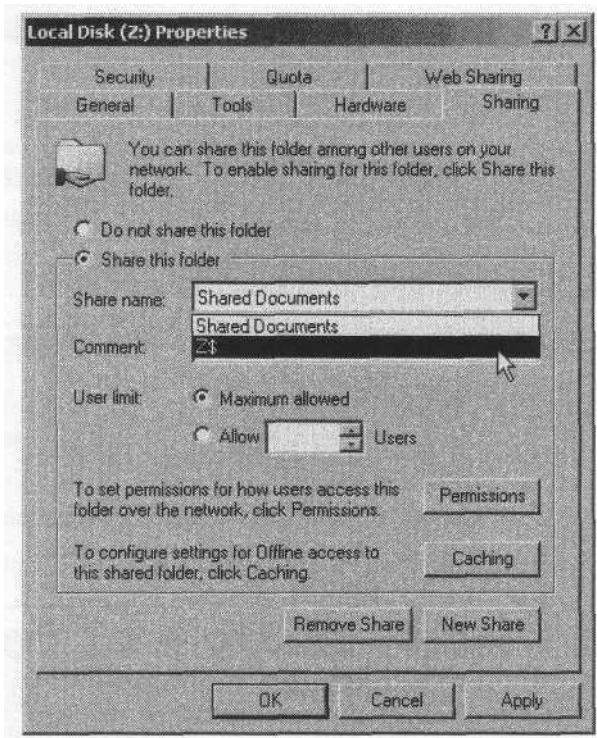 Local Disk (Z:) Properties
? X
Security Quota Web Sharing
General Tools Hardware Sharing
You can share this folder among other users on your
network. To enable sharing for this folder, click Share this
folder.
Do not share this folder
Share this folder
Share name: Shared Documents
Shared Documents
Comment: Z$
User limit: Maximum allowed
Allow Users
To set permissions for how users access this
folder over the network, click Permissions.
Permissions
To configure settings for Offline access to
this shared folder, click Caching.
Caching
Remove Share New Share
OK Cancel Apply